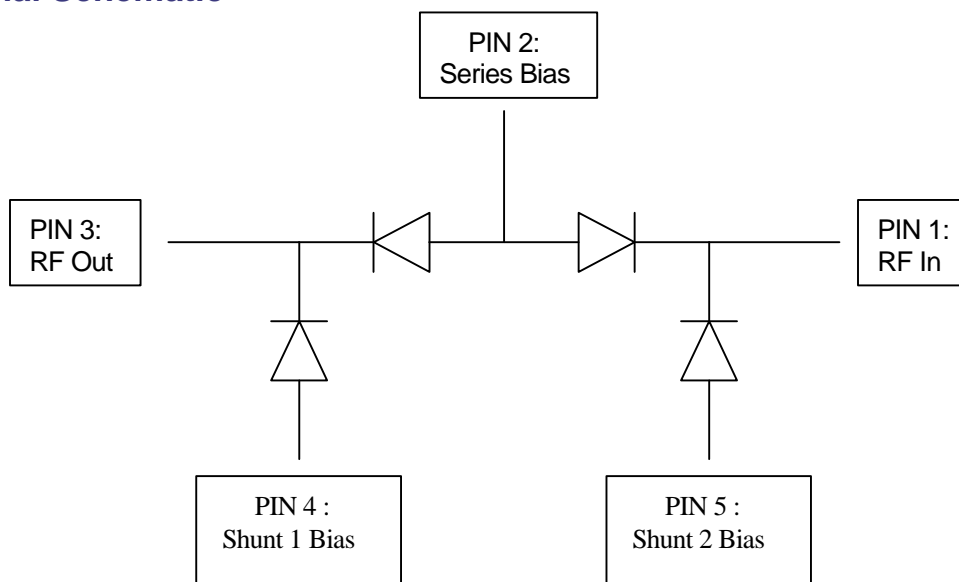 Schematic
PIN 2:
Series Bias
PIN 3:
RF Out
PIN 1:
RF In
PIN 4 :
Shunt 1 Bias
PIN 5 :
Shunt 2 Bias